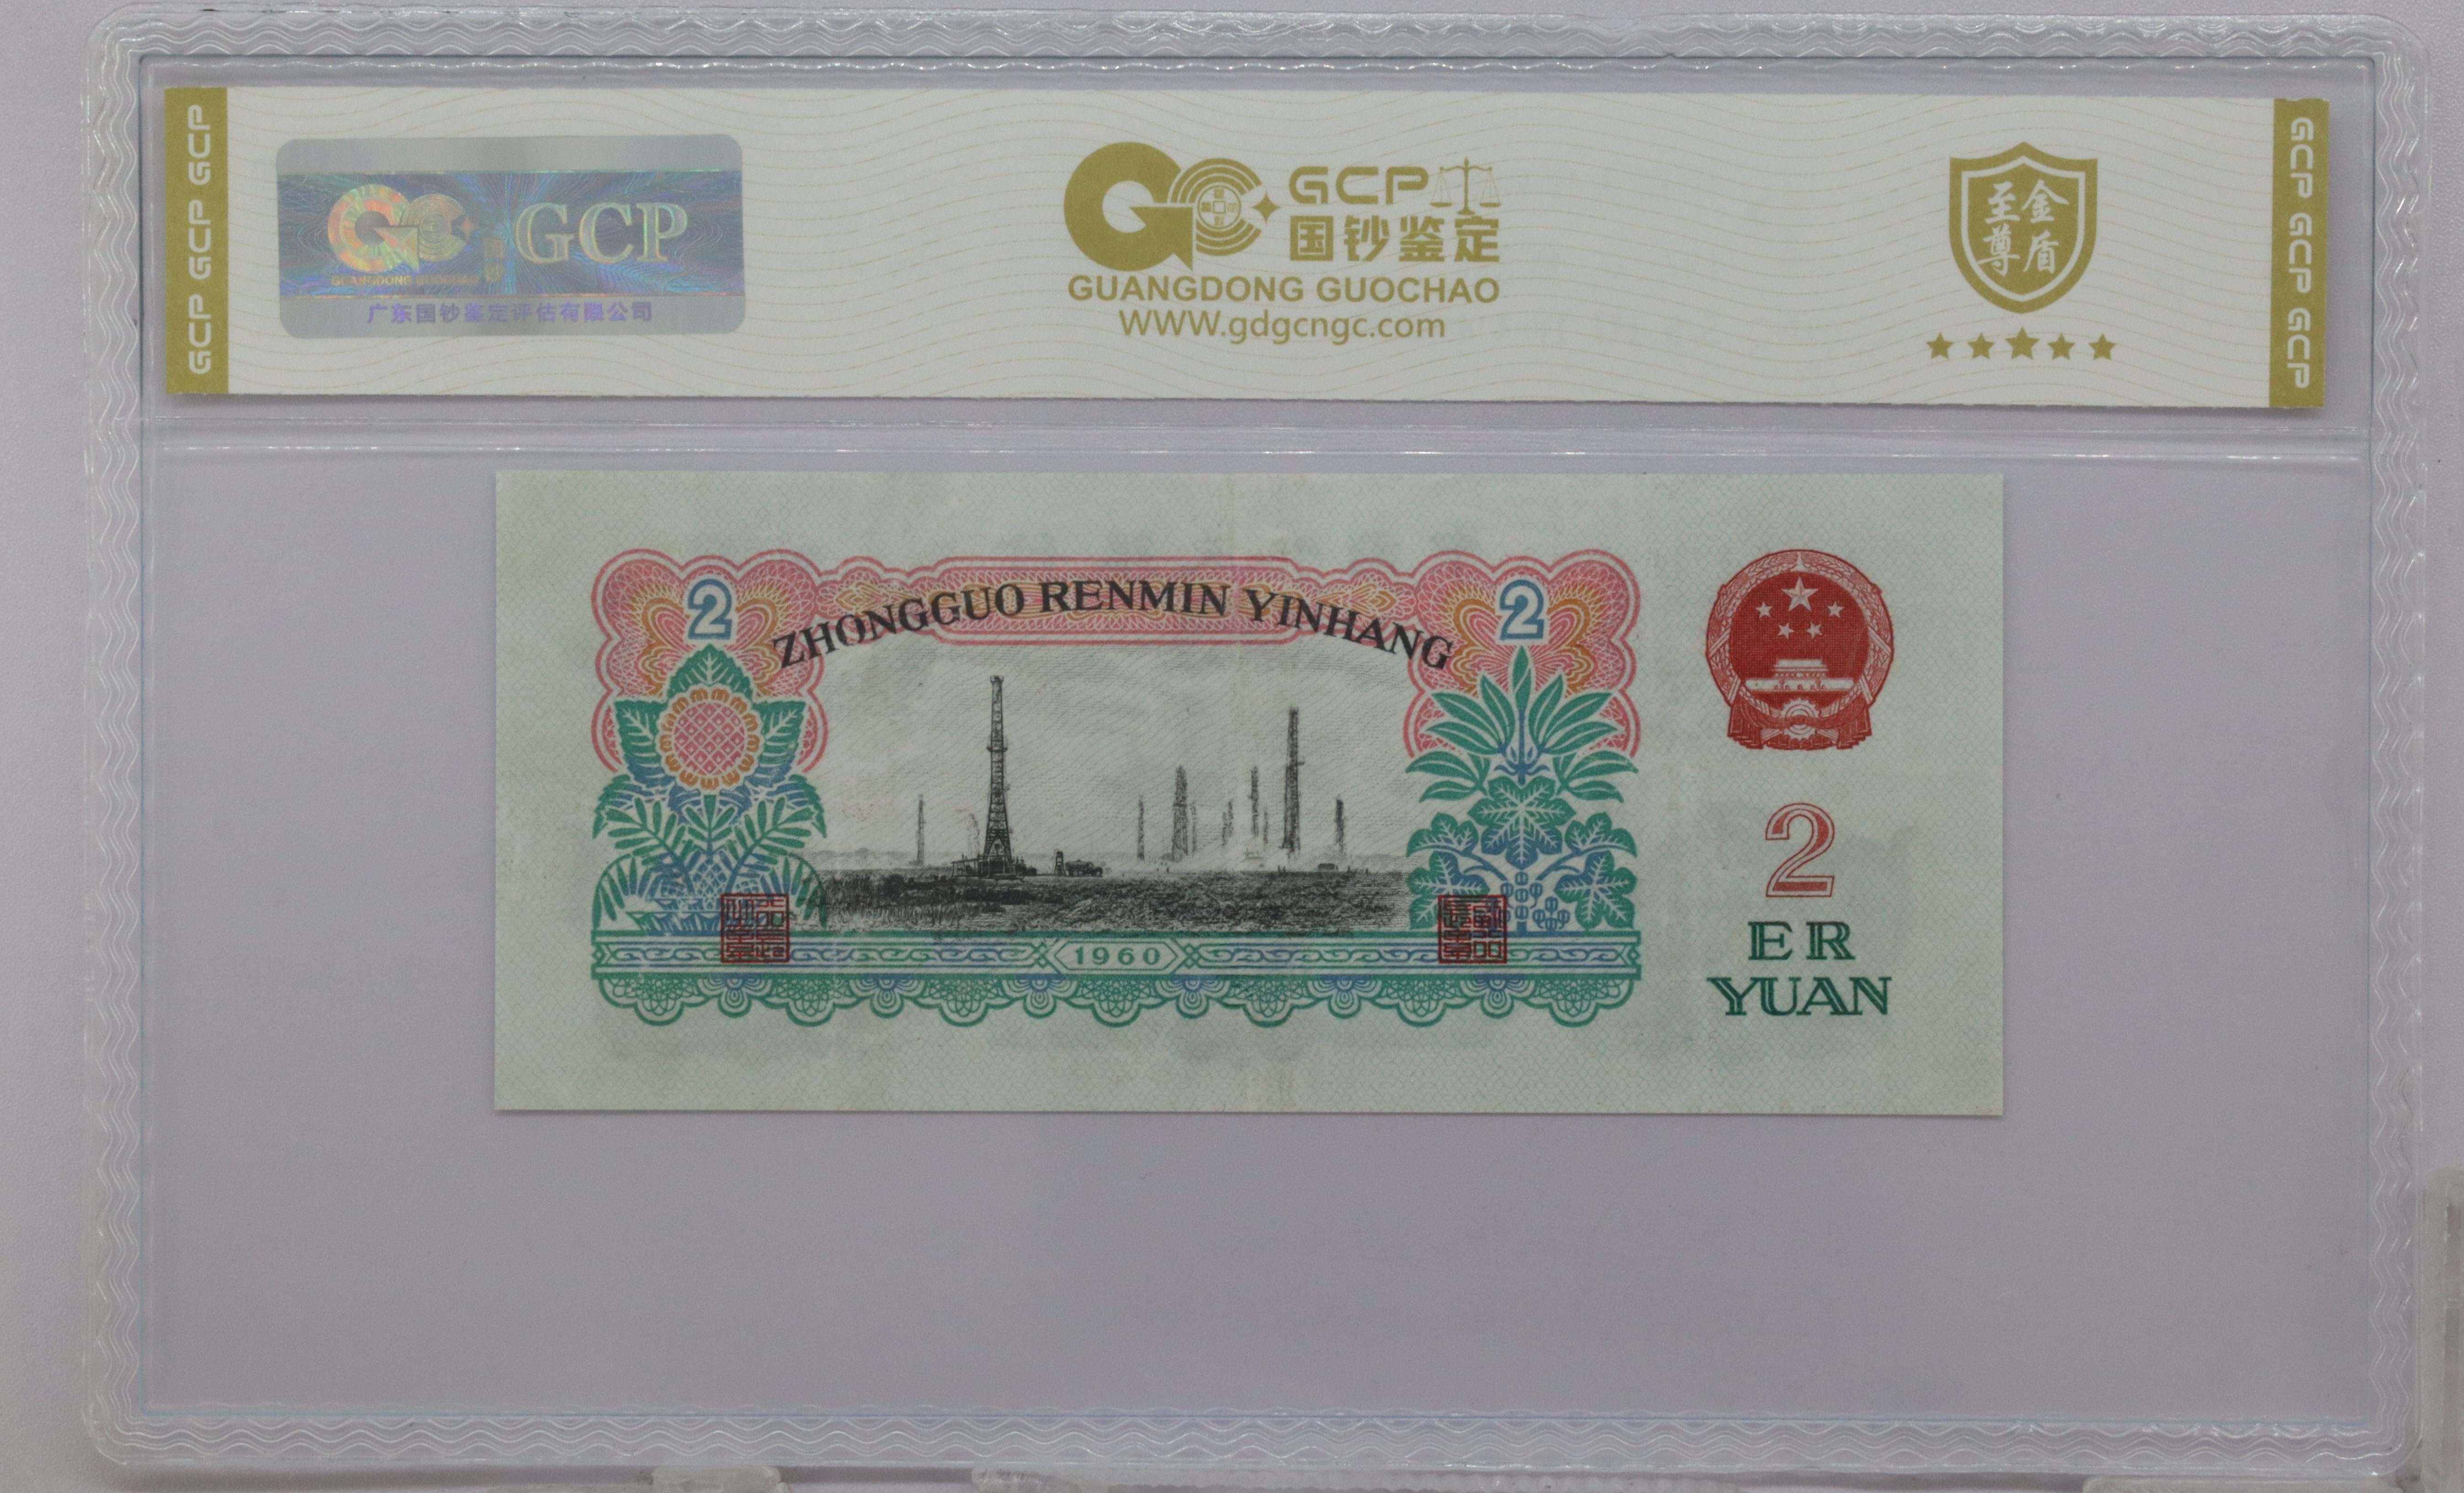 GCP GCP GCP
GCP
GUANGDONG GUOCHAO
广东国钞鉴定评估有限公司
GCP
国钞鉴定
GUANGDONG GUOCHAO
WWW.gdgcngc.com
至尊
金盾
GCP GCP GCP
2
ZHONGGUO RENMIN YINHANG
2
1960
2
ER
YUAN